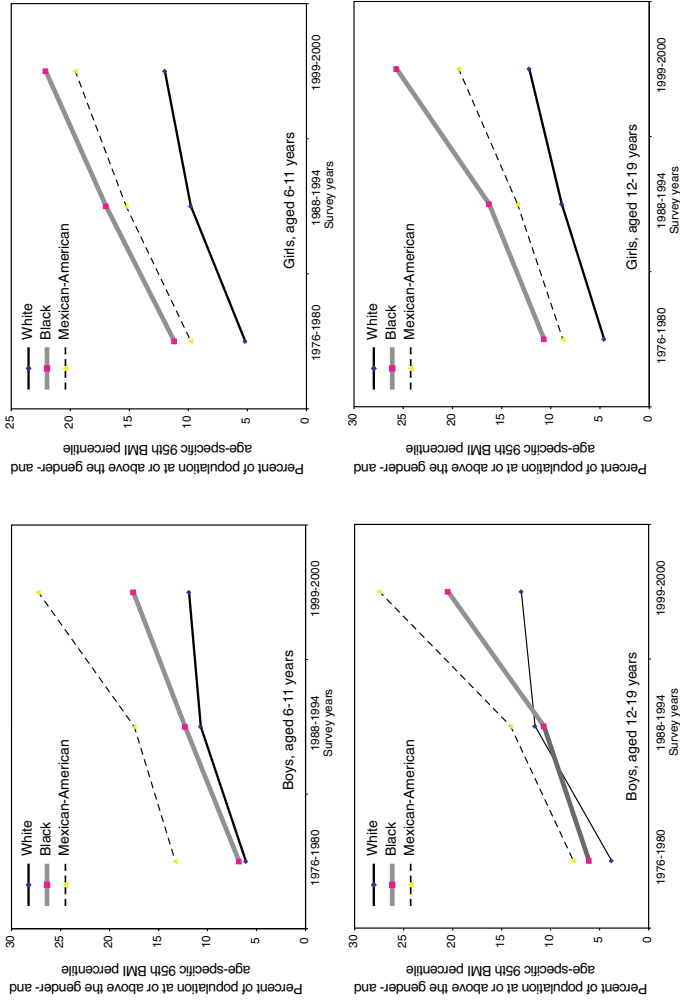 30
25
20
15
10
5
0
Percent of population at or above the gender- and
age-specific 95th BMI percentile
White
Black
Mexican-American
Boys, aged 6-11 years
1976-1980
1988-1994
1999-2000
Survey years
25
20
15
10
5
0
Percent of population at or above the gender- and
age-specific 95th BMI percentile
White
Black
Mexican-American
Girls, aged 6-11 years
1976-1980
1988-1994
1999-2000
Survey years
30
25
20
15
10
5
0
Percent of population at or above the gender- and
age-specific 95th BMI percentile
White
Black
Mexican-American
Boys, aged 12-19 years
1976-1980
1988-1994
1999-2000
Survey years
30
25
20
15
10
5
0
Percent of population at or above the gender- and
age-specific 95th BMI percentile
White
Black
Mexican-American
Girls, aged 12-19 years
1976-1980
1988-1994
1999-2000
Survey years